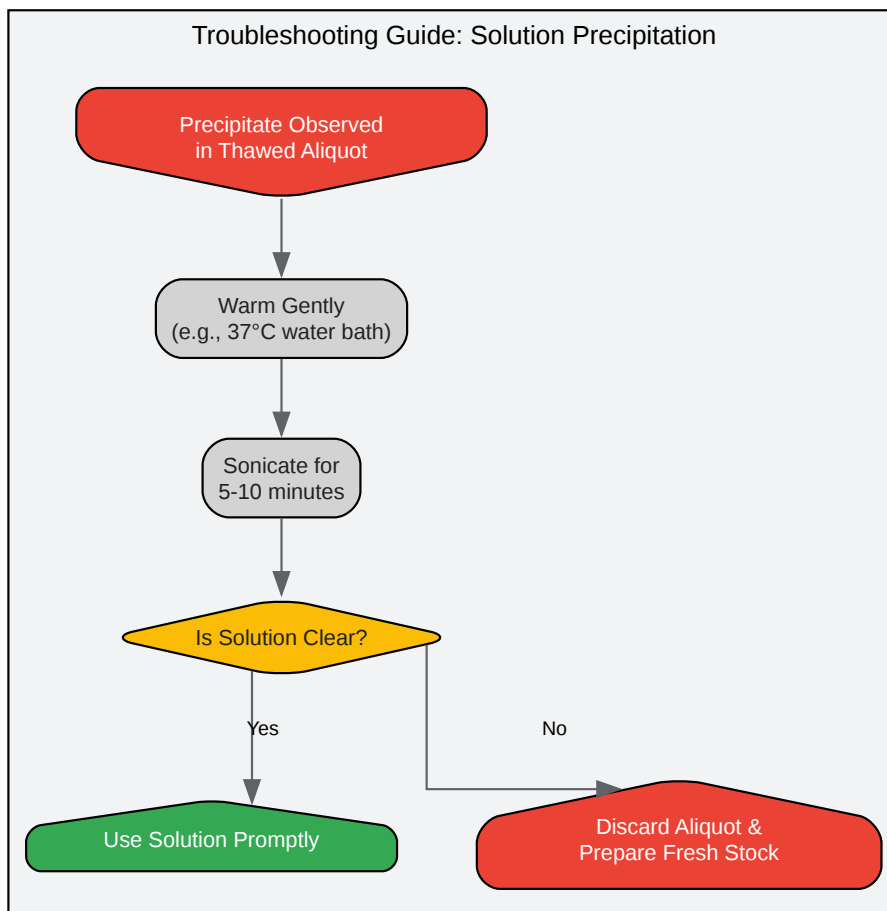 Troubleshooting Guide: Solution Precipitation
Precipitate Observed
in Thawed Aliquot
Warm Gently
(e.g., 37°C water bath)
Sonicate for
5-10 minutes
Is Solution Clear?
Yes
No
Use Solution Promptly
Discard Aliquot &
Prepare Fresh Stock